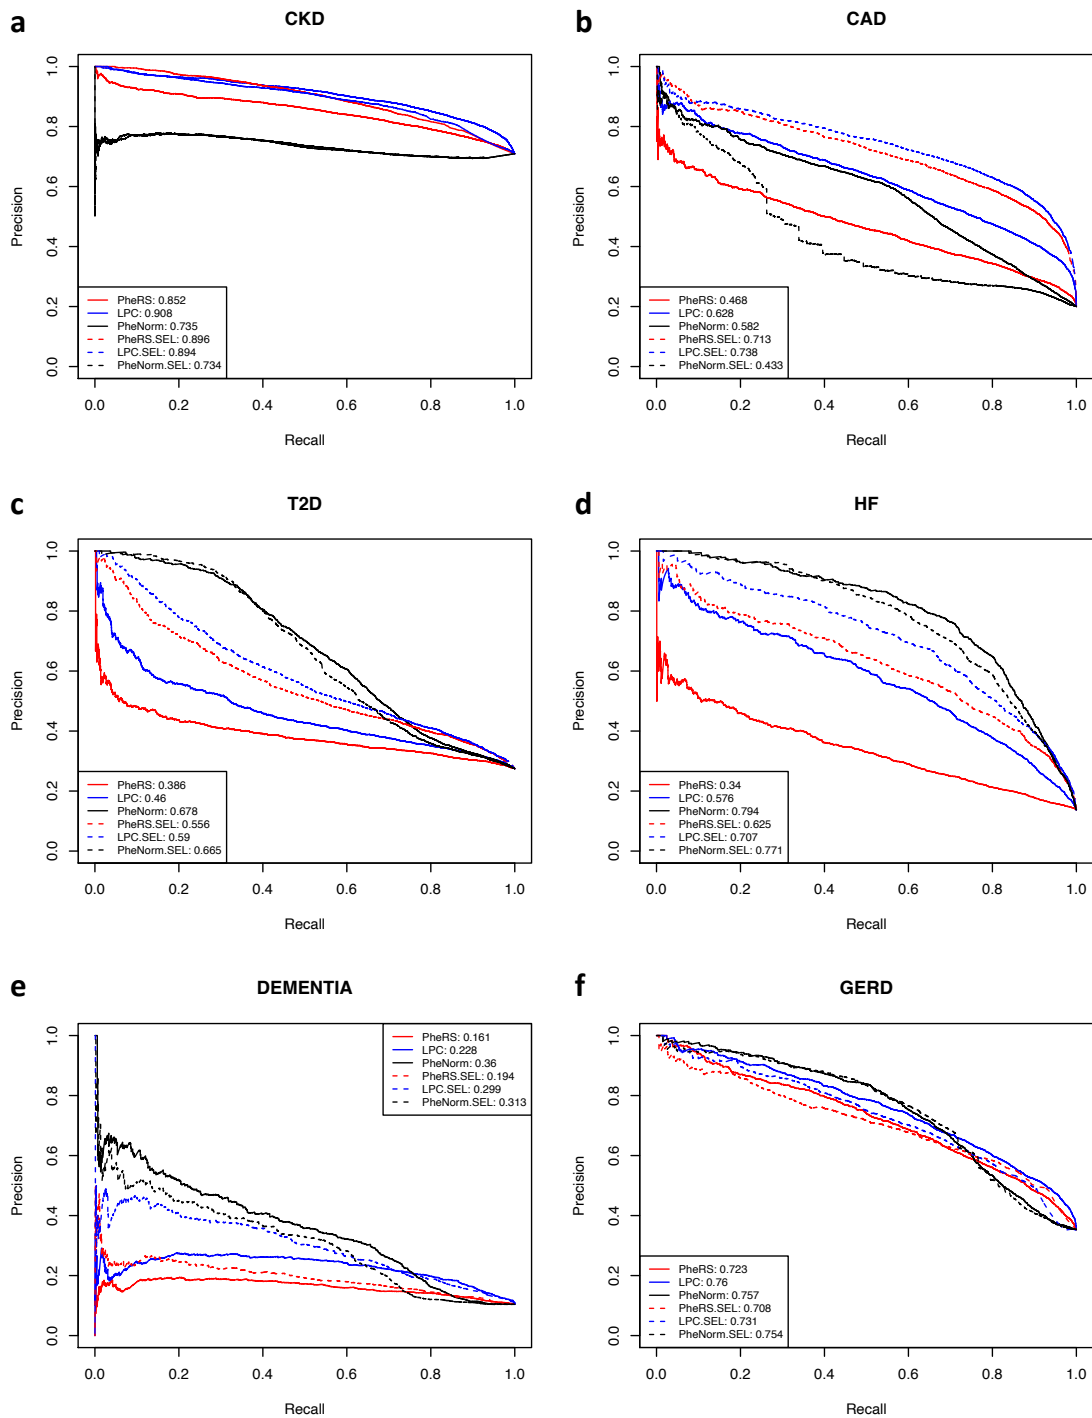 a
CKD
Precision
1.0
0.8
0.6
0.4
0.2
0.0
PheRS: 0.852
LPC: 0.908
PheNorm: 0.735
PheRS.SEL: 0.896
LPC.SEL: 0.894
PheNorm.SEL: 0.734
0.0 0.2 0.4 0.6 0.8 1.0
Recall
b
CAD
Precision
1.0
0.8
0.6
0.4
0.2
0.0
PheRS: 0.468
LPC: 0.628
PheNorm: 0.582
PheRS.SEL: 0.713
LPC.SEL: 0.738
PheNorm.SEL: 0.433
0.0 0.2 0.4 0.6 0.8 1.0
Recall
c
T2D
Precision
1.0
0.8
0.6
0.4
0.2
0.0
PheRS: 0.386
LPC: 0.46
PheNorm: 0.678
PheRS.SEL: 0.556
LPC.SEL: 0.59
PheNorm.SEL: 0.665
0.0 0.2 0.4 0.6 0.8 1.0
Recall
d
HF
Precision
1.0
0.8
0.6
0.4
0.2
0.0
PheRS: 0.34
LPC: 0.576
PheNorm: 0.794
PheRS.SEL: 0.625
LPC.SEL: 0.707
PheNorm.SEL: 0.771
0.0 0.2 0.4 0.6 0.8 1.0
Recall
e
DEMENTIA
Precision
1.0
0.8
0.6
0.4
0.2
0.0
PheRS: 0.161
LPC: 0.228
PheNorm: 0.36
PheRS.SEL: 0.194
LPC.SEL: 0.299
PheNorm.SEL: 0.313
0.0 0.2 0.4 0.6 0.8 1.0
Recall
f
GERD
Precision
1.0
0.8
0.6
0.4
0.2
0.0
PheRS: 0.723
LPC: 0.76
PheNorm: 0.757
PheRS.SEL: 0.708
LPC.SEL: 0.731
PheNorm.SEL: 0.754
0.0 0.2 0.4 0.6 0.8 1.0
Recall